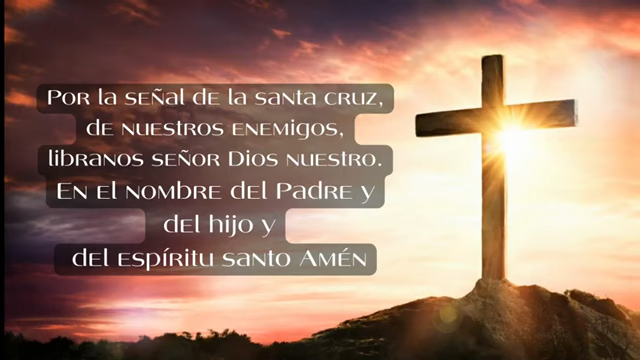 Por la señal de la santa cruz,
de nuestros enemigos,
libranos señor Dios nuestro.
En el nombre del Padre y
del hijo y
del espíritu santo Amén